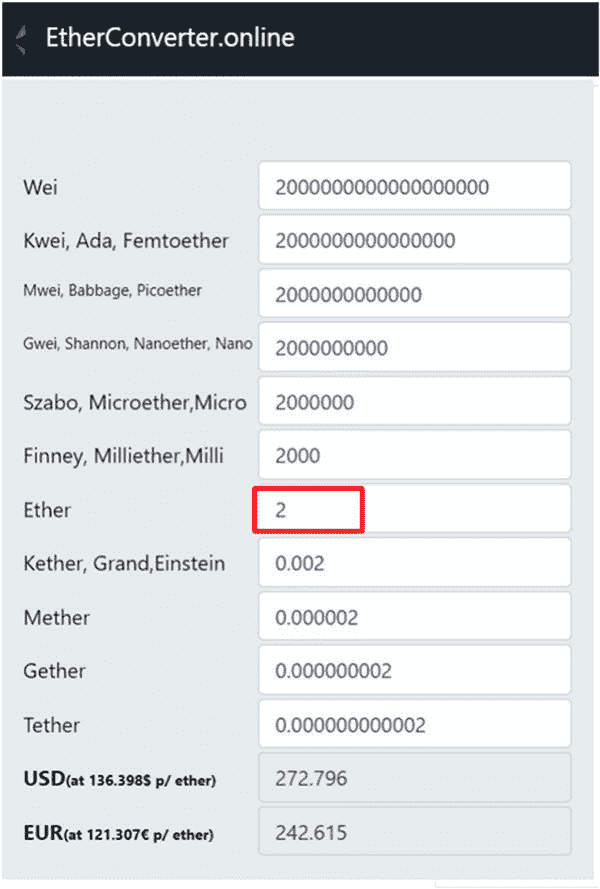 EtherConverter.online
Wei 2000000000000000000
Kwei, Ada, Femtoether 2000000000000000
Mwei, Babbage, Picoether 2000000000000
Gwei, Shannon, Nanoether, Nano 2000000000
Szabo, Microether,Micro 2000000
Finney, Milliether,Milli 2000
Ether 2
Kether, Grand,Einstein 0.002
Mether 0.000002
Gether 0.000000002
Tether 0.000000000002
USD(at 136.398$ p/ ether) 272.796
EUR(at 121.307€ p/ ether) 242.615